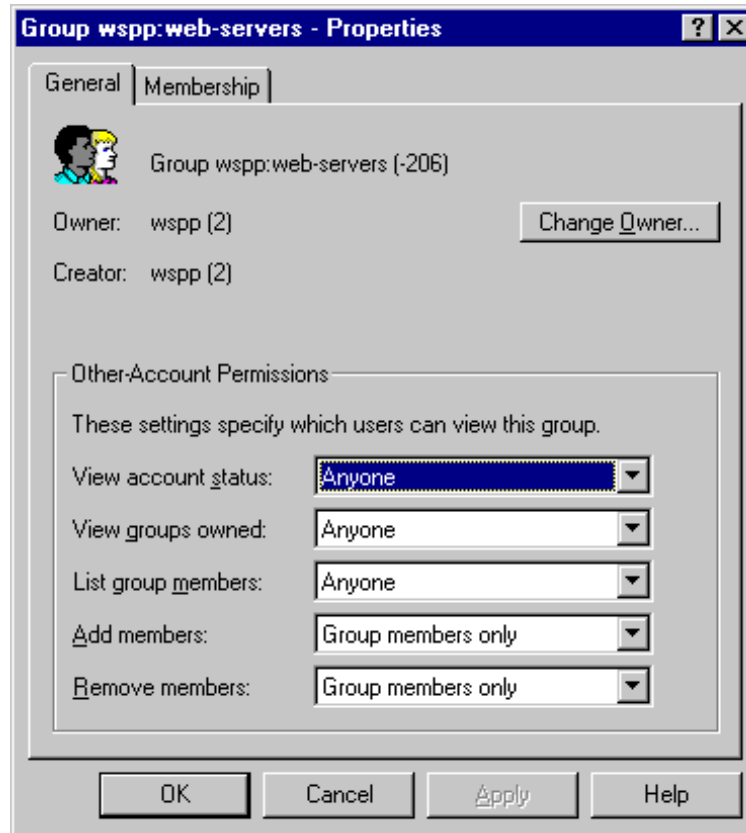 Group wspp:web-servers - Properties
General Membership
Group wspp:web-servers (-206)
Owner: wspp (2) Change Owner...
Creator: wspp (2)
Other-Account Permissions
These settings specify which users can view this group.
View account status: Anyone
View groups owned: Anyone
List group members: Anyone
Add members: Group members only
Remove members: Group members only
OK Cancel Apply Help